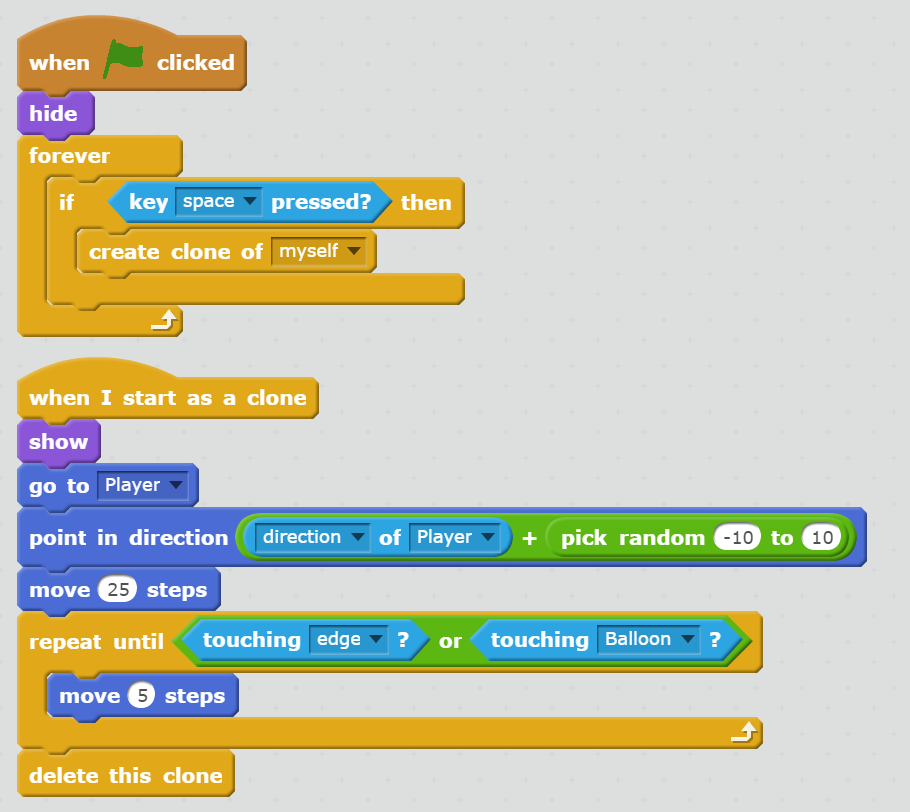 when clicked
hide
forever
if key space pressed? then
create clone of myself
when I start as a clone
show
go to Player
point in direction direction of Player + pick random -10 to 10
move 25 steps
repeat until touching edge ? or touching Balloon ?
move 5 steps
delete this clone